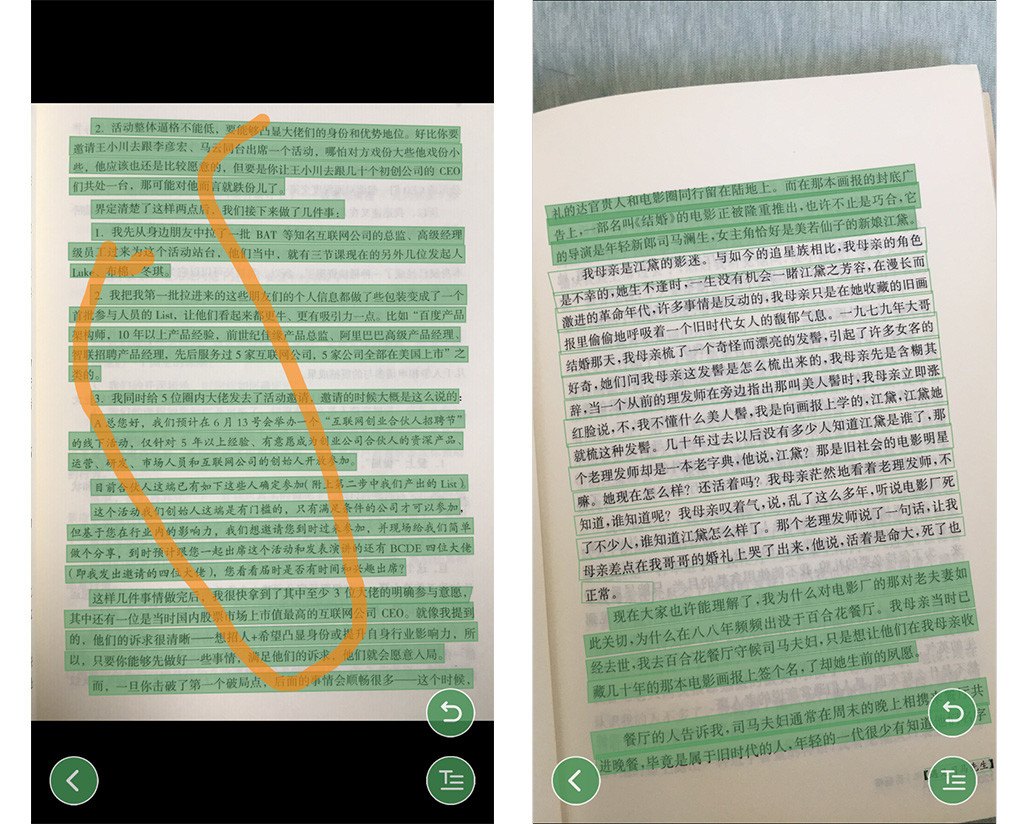 2. 活动整体逼格不能低，要能够凸显大佬们的身份和优势地位。好比你要
邀请王小川去跟李彦宏、马云同台出席一个活动，哪怕对方戏份大些他戏份小
些，他应该也还是比较愿意的，但要是你让王小川去跟几十个初创公司的 CEO
们共处一台，那可能对他而言就跌份儿了。
界定清楚了这样两点后，我们接下来做了几件事：
1. 我先从身边朋友中拉了一批 BAT 等知名互联网公司的总监、高级经理
级员工过来为这个活动站台，他们当中，就有三节课现在的另外几位发起人
Luke、布棉、冬琪。
2. 我把我第一批拉进来的这些朋友们的个人信息都做了些包装变成了一个
首批参与人员的 List，让他们看起来都更牛、更有吸引力一点。比如“百度产品
架构师，10 年以上产品经验，前世纪佳缘产品总监、阿里巴巴高级产品经理、
智联招聘产品经理，先后服务过 5 家互联网公司，5 家公司全部在美国上市”之
类的。
3. 我同时给 5 位圈内大佬发去了活动邀请，邀请的时候大概是这么说的：
A 总您好，我们预计在 6 月 13 号会举办一个“互联网创业合伙人招聘节”
的线下活动，仅针对 5 年以上经验、有意愿成为创业公司合伙人的资深产品、
运营、研发、市场人员和互联网公司的创始人开放参加。
目前合伙人这端已有如下这些人确定参加（附上第二步中我们产出的 List）。
这个活动我们创始人这端是有门槛的，只有满足条件的公司才可以参加，
但基于您在行业内的影响力，我们想邀请您到时过来参加，并现场给我们简单
做个分享，到时预计跟您一起出席这个活动和发表演讲的还有 BCDE 四位大佬
（即我发出邀请的四位大佬），您看看届时是否有时间和兴趣出席？
这样几件事情做完后，我很快拿到了其中至少 3 位大佬的明确参与意愿，
其中还有一位是当时国内股票市场上市值最高的互联网公司 CEO。就像我提到
的，他们的诉求很清晰——想招人，希望凸显身份或提升自身行业影响力，所
以，只要你能够先做好一些事情，满足他们的诉求，他们就会愿意入局。
而，一旦你击破了第一个破局点，后面的事情会顺畅很多——这个时候，
礼的达官贵人和电影圈同行留在陆地上。而在那本画报的封底广
告上，一部名叫《结婚》的电影正被隆重推出，也许不止是巧合，它
的导演是年轻新郎司马澜生，女主角恰好是美若仙子的新娘江黛。
我母亲是江黛的影迷。与如今的追星族相比，我母亲的角色
是不幸的，她生不逢时，一生没有机会一睹江黛之芳容，在漫长而
激进的革命年代，许多事情是反动的，我母亲只是在她收藏的旧画
报里偷偷地呼吸着一个旧时代女人的馥郁气息。一九七九年大哥
结婚那天，我母亲梳了一个奇怪而漂亮的发髻，引起了许多女客的
好奇，她们问我母亲这发髻是怎么梳出来的，我母亲先是含糊其
辞，当一个从前的理发师在旁边指出那叫美人髻时，我母亲立即涨
红脸说，不，我不懂什么美人髻，我是向画报上学的，江黛，江黛她
就梳这种发髻。几十年过去以后没有多少人知道江黛是谁了，那
个老理发师却是一本老字典，他说，江黛？那是旧社会的电影明星
嘛。她现在怎么样？还活着吗？我母亲茫然地看着老理发师，不
知道，谁知道呢？我母亲叹着气，说，乱了这么多年，听说电影厂死
了不少人，谁知道江黛怎么样了。那个老理发师说了一句话，让我
母亲差点在我哥哥的婚礼上哭了出来，他说，活着是命大，死了也
正常。
现在大家也许能理解了，我为什么对电影厂的那对老夫妻如
此关切，为什么在八八年频频出没于百合花餐厅。我母亲当时已
经去世，我去百合花餐厅守候司马夫妇，只是想让他们在我母亲收
藏几十年的那本电影画报上签个名，了却她生前的夙愿。
餐厅的人告诉我，司马夫妇通常在周末的晚上相携
共
进晚餐，毕竟是属于旧时代的人，年轻的一代很少有知道
字
先生】